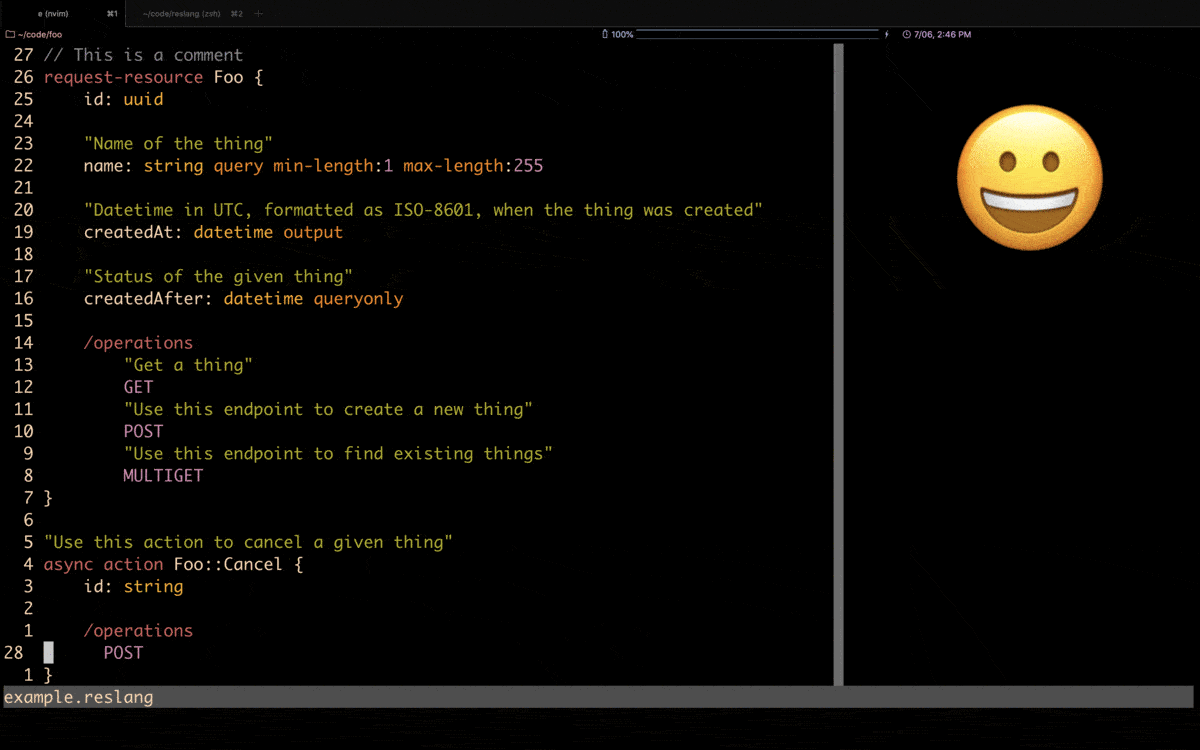 e (nvim) ⌘1 ~/code/reslang (zsh) ⌘2 +
~/code/foo 100% 7/06, 2:46 PM
27 // This is a comment
26 request-resource Foo {
25     id: uuid
24
23     "Name of the thing"
22     name: string query min-length:1 max-length:255
21
20     "Datetime in UTC, formatted as ISO-8601, when the thing was created"
19     createdAt: datetime output
18
17     "Status of the given thing"
16     createdAfter: datetime queryonly
15
14     /operations
13         "Get a thing"
12         GET
11         "Use this endpoint to create a new thing"
10         POST
9         "Use this endpoint to find existing things"
8         MULTIGET
7 }
6
5 "Use this action to cancel a given thing"
4 async action Foo::Cancel {
3     id: string
2
1     /operations
28       POST
1 }
example.reslang